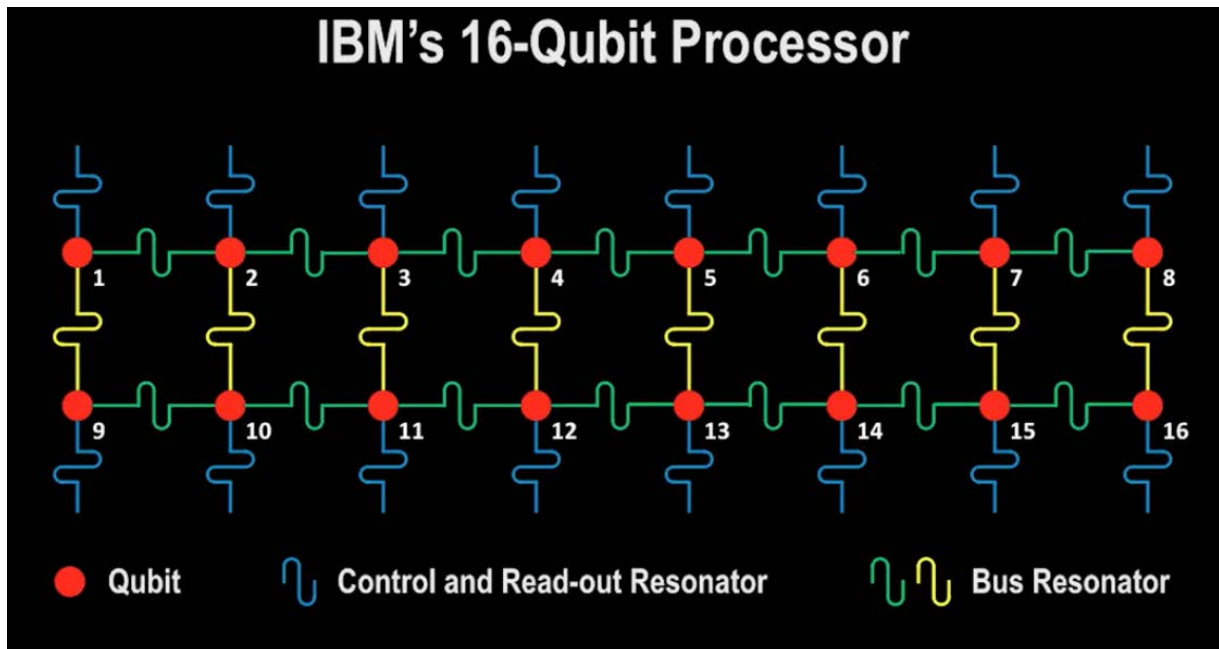 IBM's 16-Qubit Processor
1 2 3 4 5 6 7 8
9 10 11 12 13 14 15 16
Qubit Control and Read-out Resonator Bus Resonator